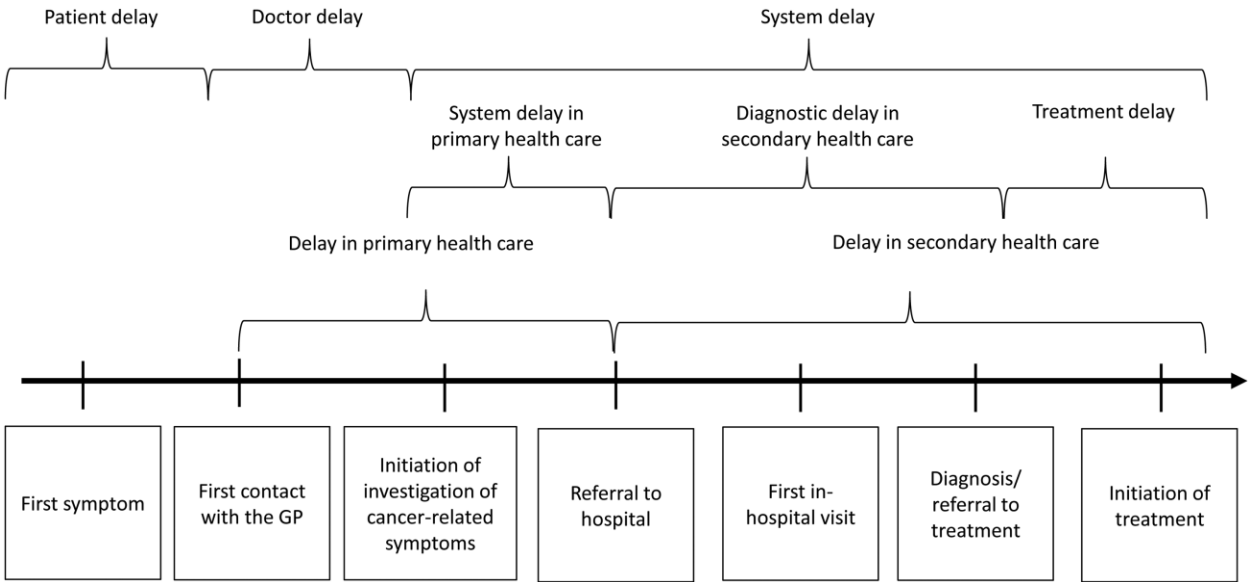 Patient delay
Doctor delay
System delay
System delay in
primary health care
Diagnostic delay in
secondary health care
Treatment delay
Delay in primary health care
Delay in secondary health care
First symptom
First contact
with the GP
Initiation of
investigation of
cancer-related
symptoms
Referral to
hospital
First in-
hospital visit
Diagnosis/
referral to
treatment
Initiation of
treatment